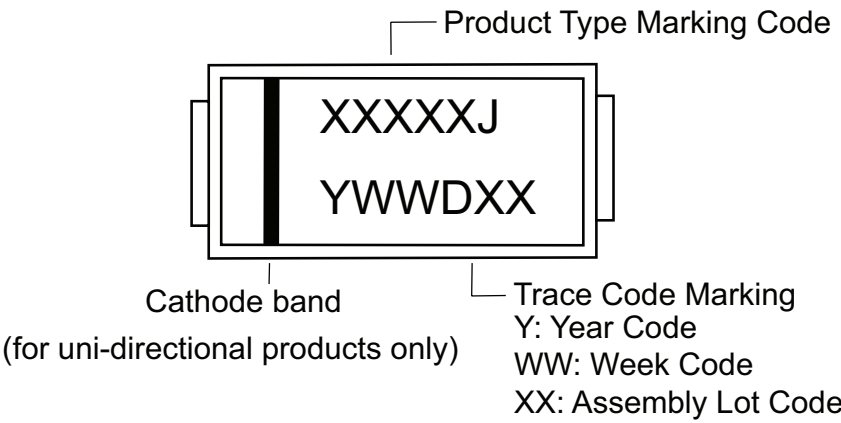 Product Type Marking Code
XXXXXJ
YWWDXX
Cathode band
(for uni-directional products only)
Trace Code Marking
Y: Year Code
WW: Week Code
XX: Assembly Lot Code